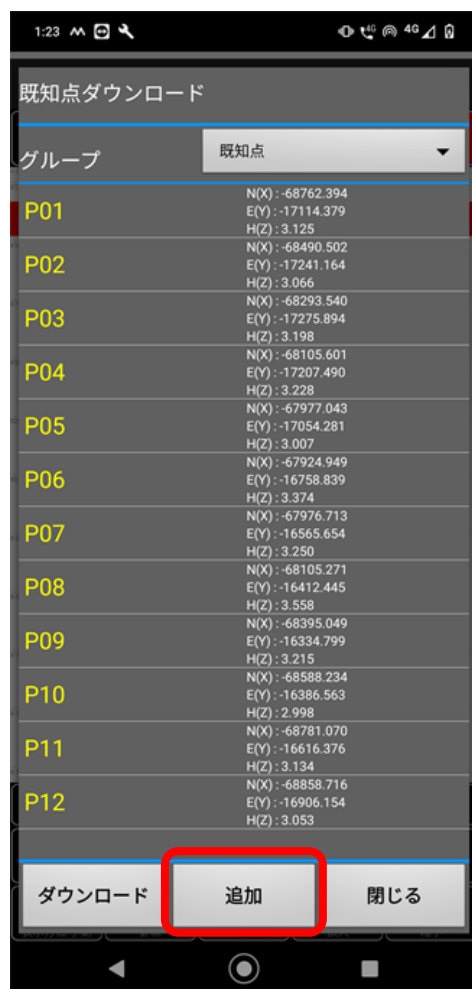 1:23 4G 4G
既知点ダウンロード
グループ 既知点
P01
N(X) : -68762.394
E(Y) : -17114.379
H(Z) : 3.125
P02
N(X) : -68490.502
E(Y) : -17241.164
H(Z) : 3.066
P03
N(X) : -68293.540
E(Y) : -17275.894
H(Z) : 3.198
P04
N(X) : -68105.601
E(Y) : -17207.490
H(Z) : 3.228
P05
N(X) : -67977.043
E(Y) : -17054.281
H(Z) : 3.007
P06
N(X) : -67924.949
E(Y) : -16758.839
H(Z) : 3.374
P07
N(X) : -67976.713
E(Y) : -16565.654
H(Z) : 3.250
P08
N(X) : -68105.271
E(Y) : -16412.445
H(Z) : 3.558
P09
N(X) : -68395.049
E(Y) : -16334.799
H(Z) : 3.215
P10
N(X) : -68588.234
E(Y) : -16386.563
H(Z) : 2.998
P11
N(X) : -68781.070
E(Y) : -16616.376
H(Z) : 3.134
P12
N(X) : -68858.716
E(Y) : -16906.154
H(Z) : 3.053
ダウンロード 追加 閉じる